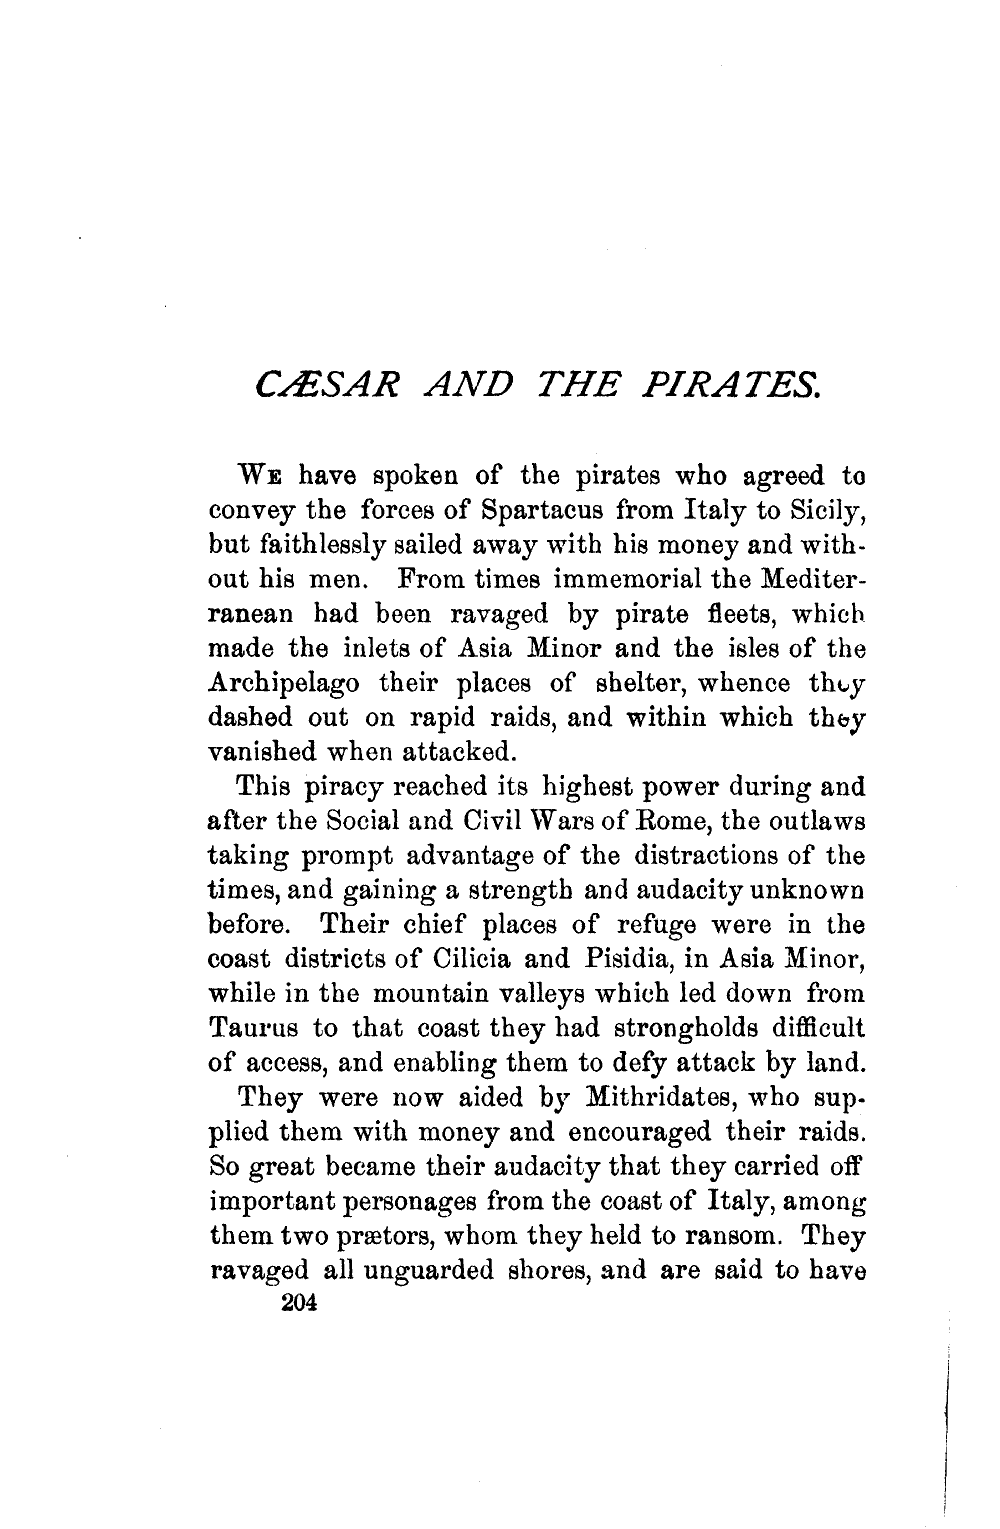 CÆSAR AND THE PIRATES.
WE have spoken of the pirates who agreed to
convey the forces of Spartacus from Italy to Sicily,
but faithlessly sailed away with his money and with-
out his men. From times immemorial the Mediter-
ranean had been ravaged by pirate fleets, which
made the inlets of Asia Minor and the isles of the
Archipelago their places of shelter, whence they
dashed out on rapid raids, and within which they
vanished when attacked.
This piracy reached its highest power during and
after the Social and Civil Wars of Rome, the outlaws
taking prompt advantage of the distractions of the
times, and gaining a strength and audacity unknown
before. Their chief places of refuge were in the
coast districts of Cilicia and Pisidia, in Asia Minor,
while in the mountain valleys which led down from
Taurus to that coast they had strongholds difficult
of access, and enabling them to defy attack by land.
They were now aided by Mithridates, who sup-
plied them with money and encouraged their raids.
So great became their audacity that they carried off
important personages from the coast of Italy, among
them two prætors, whom they held to ransom. They
ravaged all unguarded shores, and are said to have
204